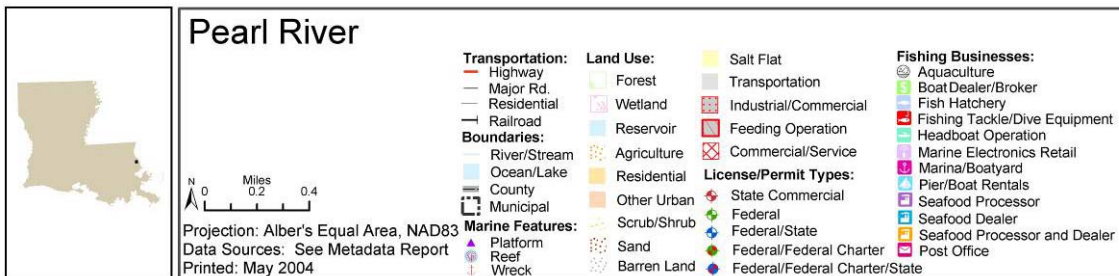 Pearl River
N
Miles
0 0.2 0.4
Projection: Alber's Equal Area, NAD83
Data Sources: See Metadata Report
Printed: May 2004
Transportation:
Highway
Major Rd.
Residential
Railroad
Boundaries:
River/Stream
Ocean/Lake
County
Municipal
Marine Features:
Platform
Reef
Wreck
Land Use:
Forest
Wetland
Reservoir
Agriculture
Residential
Other Urban
Scrub/Shrub
Sand
Barren Land
Salt Flat
Transportation
Industrial/Commercial
Feeding Operation
Commercial/Service
License/Permit Types:
State Commercial
Federal
Federal/State
Federal/Federal Charter
Federal/Federal Charter/State
Fishing Businesses:
Aquaculture
Boat Dealer/Broker
Fish Hatchery
Fishing Tackle/Dive Equipment
Headboat Operation
Marine Electronics Retail
Marina/Boatyard
Pier/Boat Rentals
Seafood Processor
Seafood Dealer
Seafood Processor and Dealer
Post Office